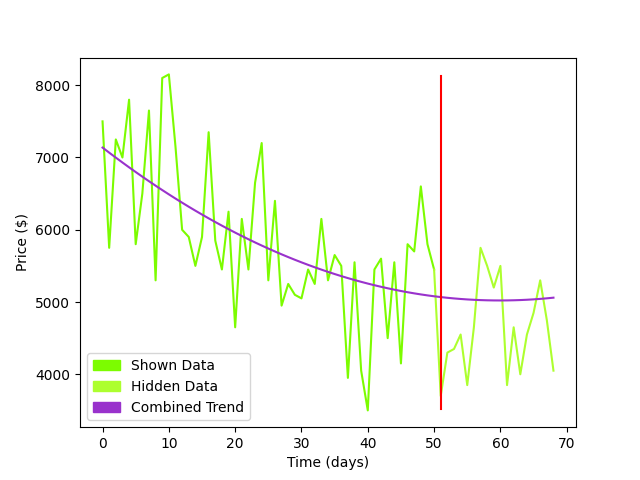 8000
7000
6000
5000
4000
Price ($)
Shown Data
Hidden Data
Combined Trend
0 10 20 30 40 50 60 70
Time (days)